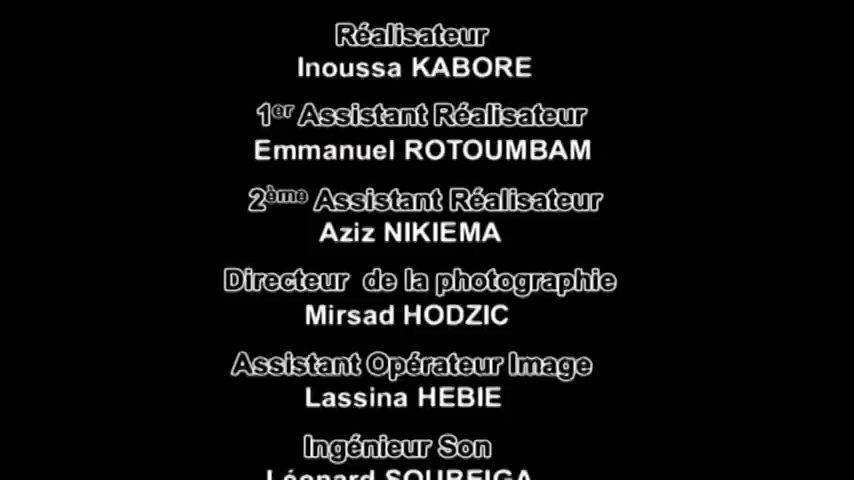 Réalisateur
Inoussa KABORE
1er Assistant Réalisateur
Emmanuel ROTOUMBAM
2ème Assistant Réalisateur
Aziz NIKIEMA
Directeur de la photographie
Mirsad HODZIC
Assistant Opérateur Image
Lassina HEBIE
Ingénieur Son
Léonard